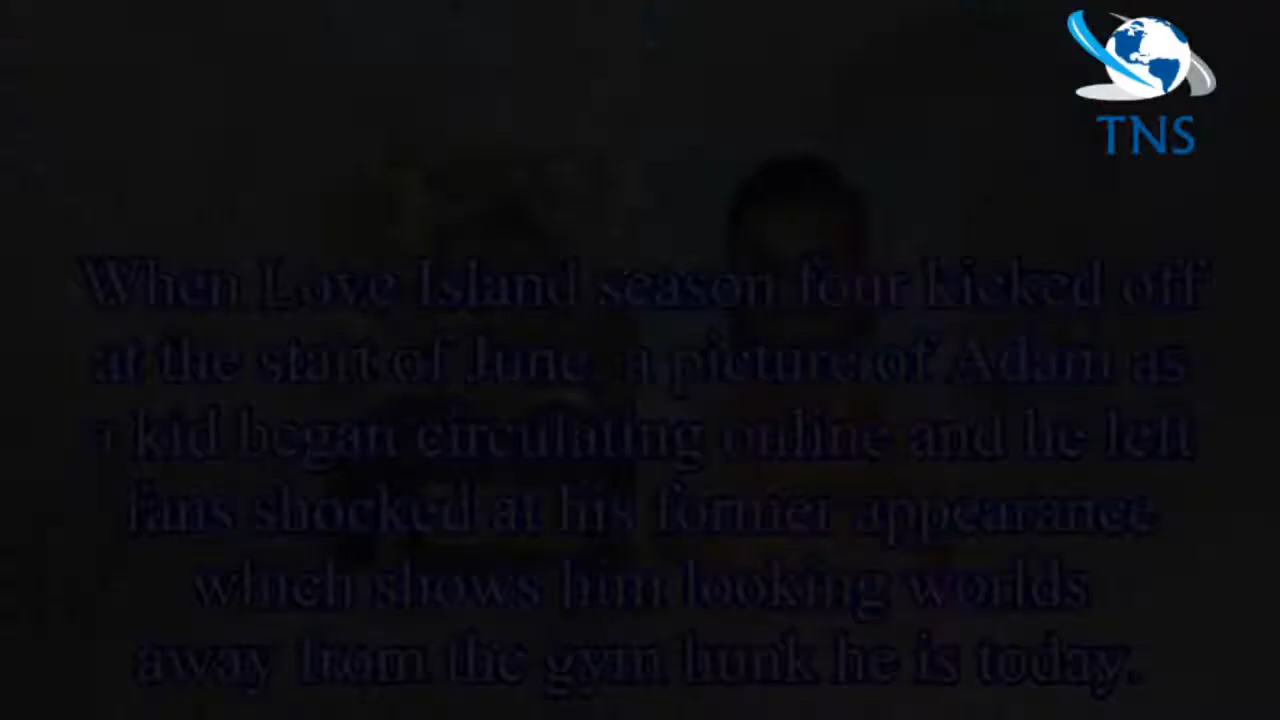 TNS
When Love Island season four kicked off
at the start of June, a picture of Adam as
a kid began circulating online and he left
fans shocked at his former appearance
which shows him looking worlds
away from the gym hunk he is today.